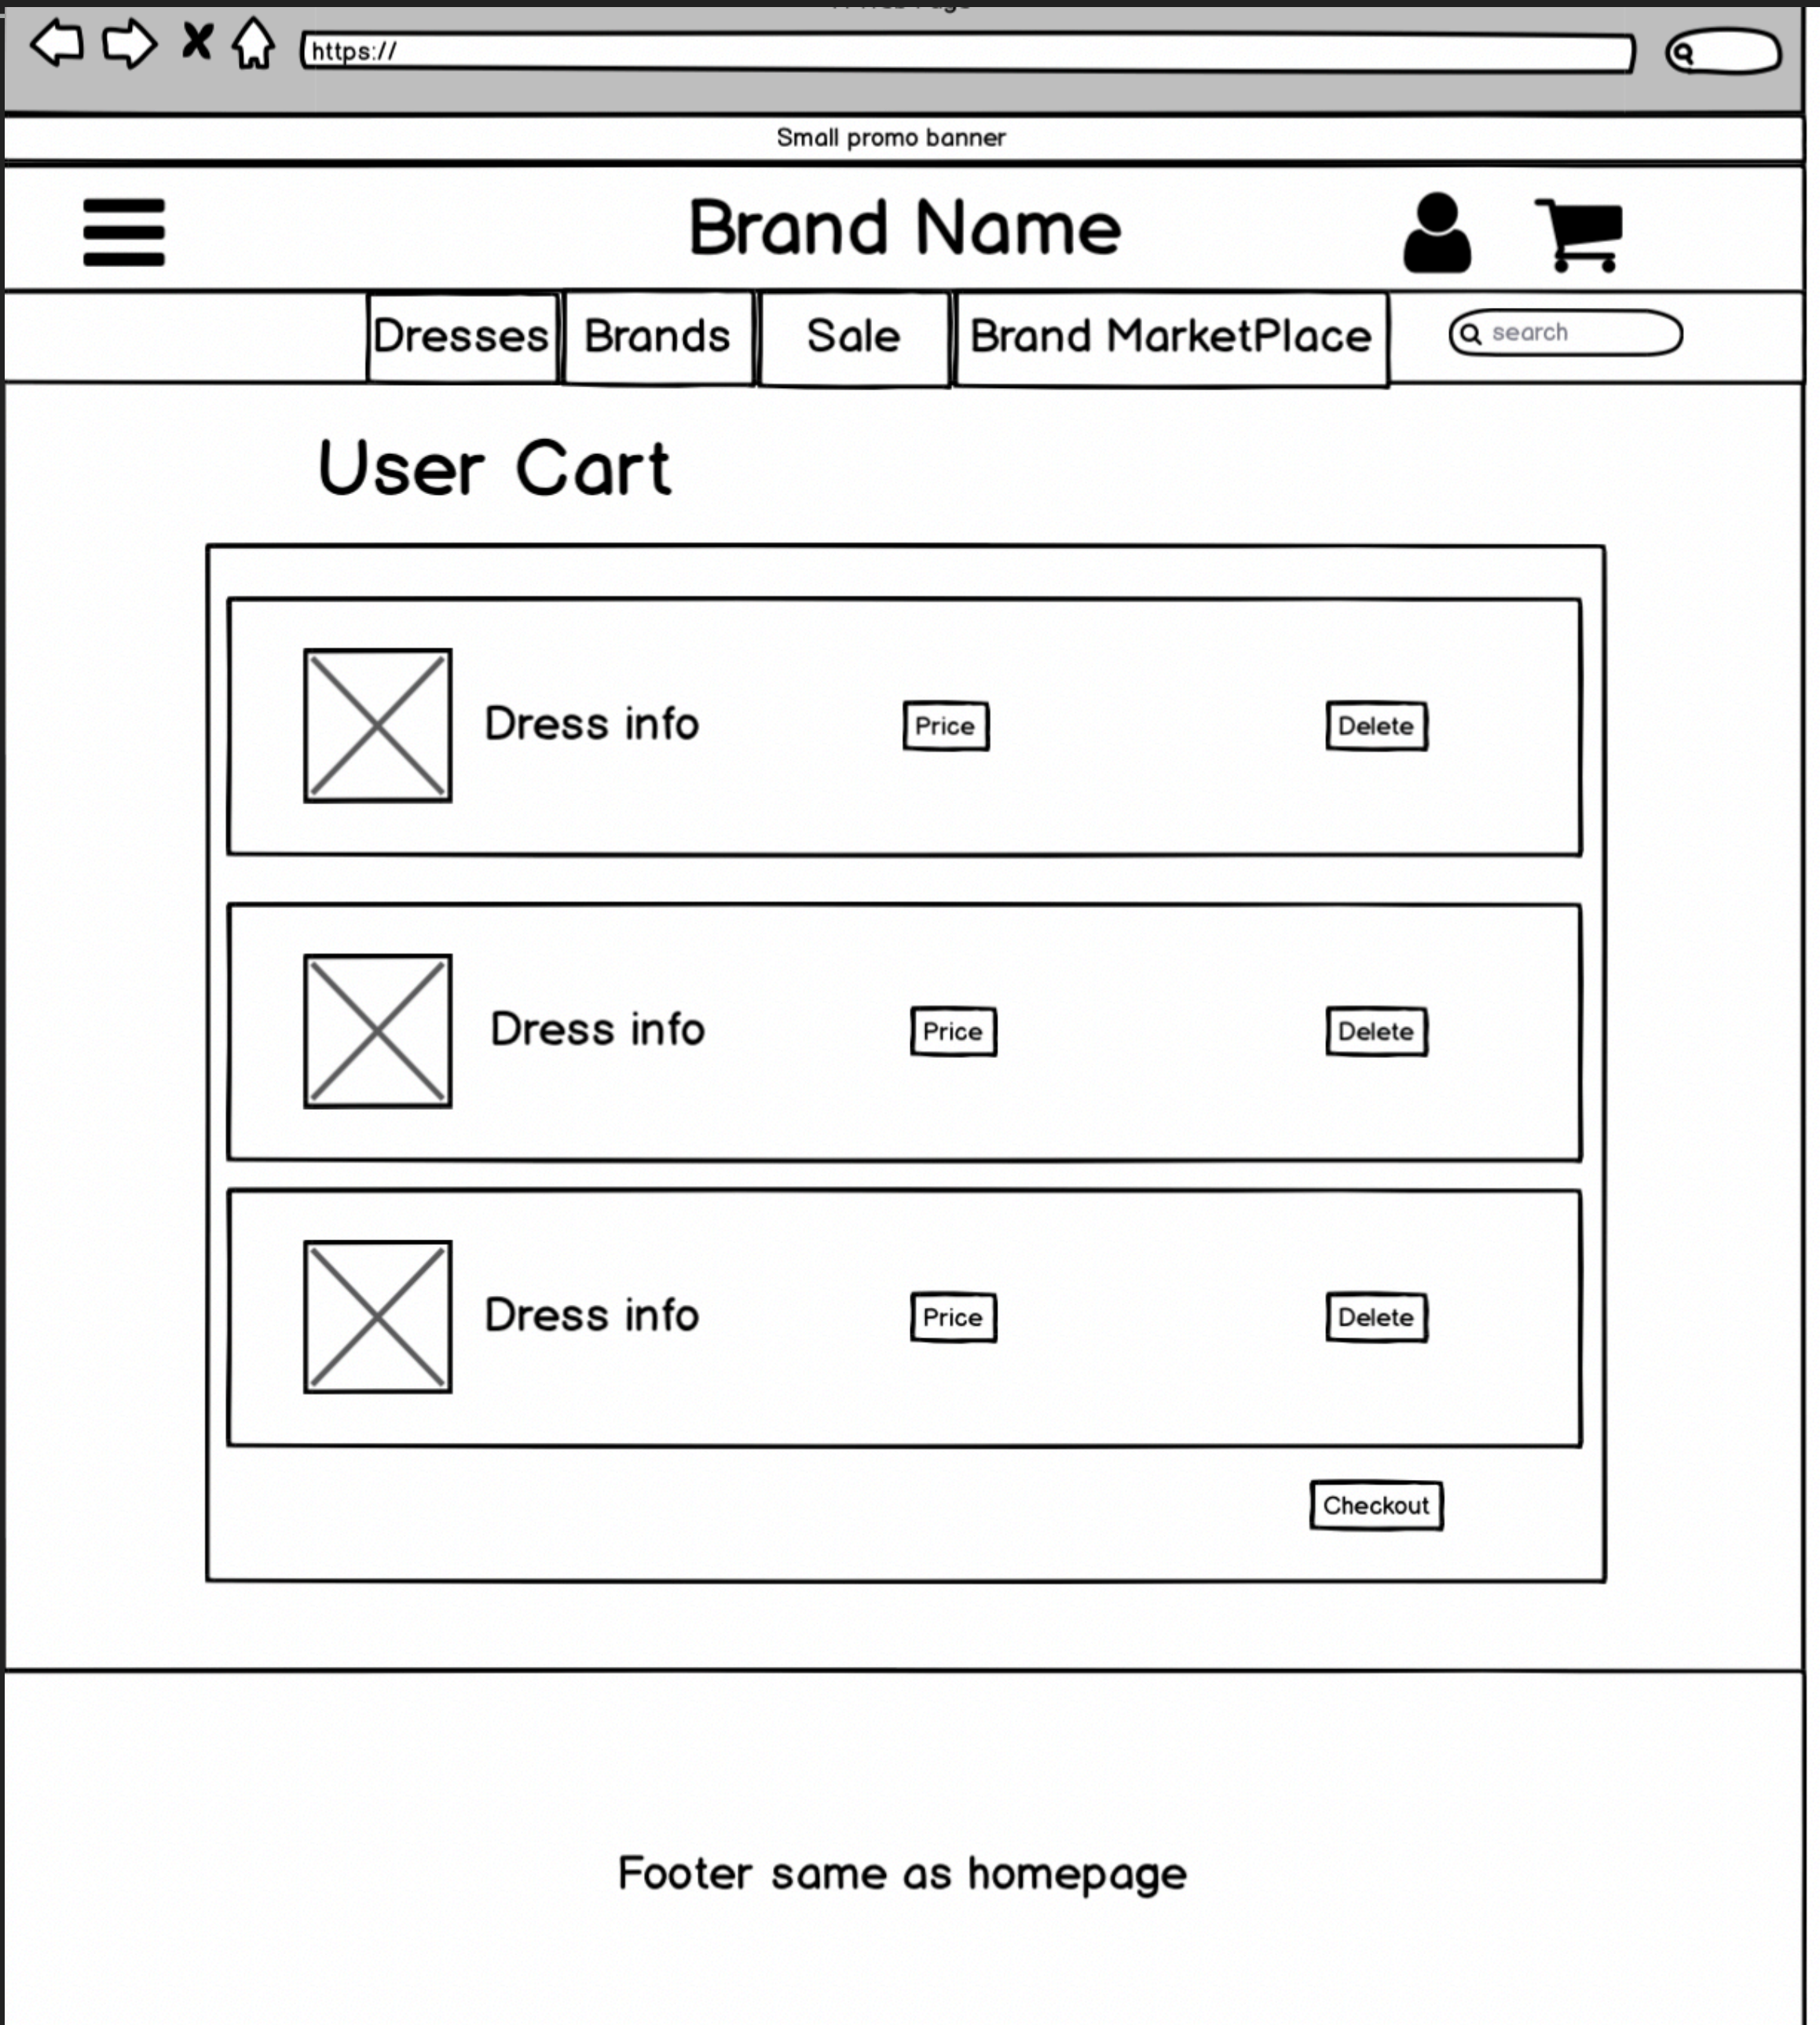 https://
Small promo banner
Brand Name
Dresses Brands Sale Brand MarketPlace search
User Cart
Dress info Price Delete
Dress info Price Delete
Dress info Price Delete
Checkout
Footer same as homepage